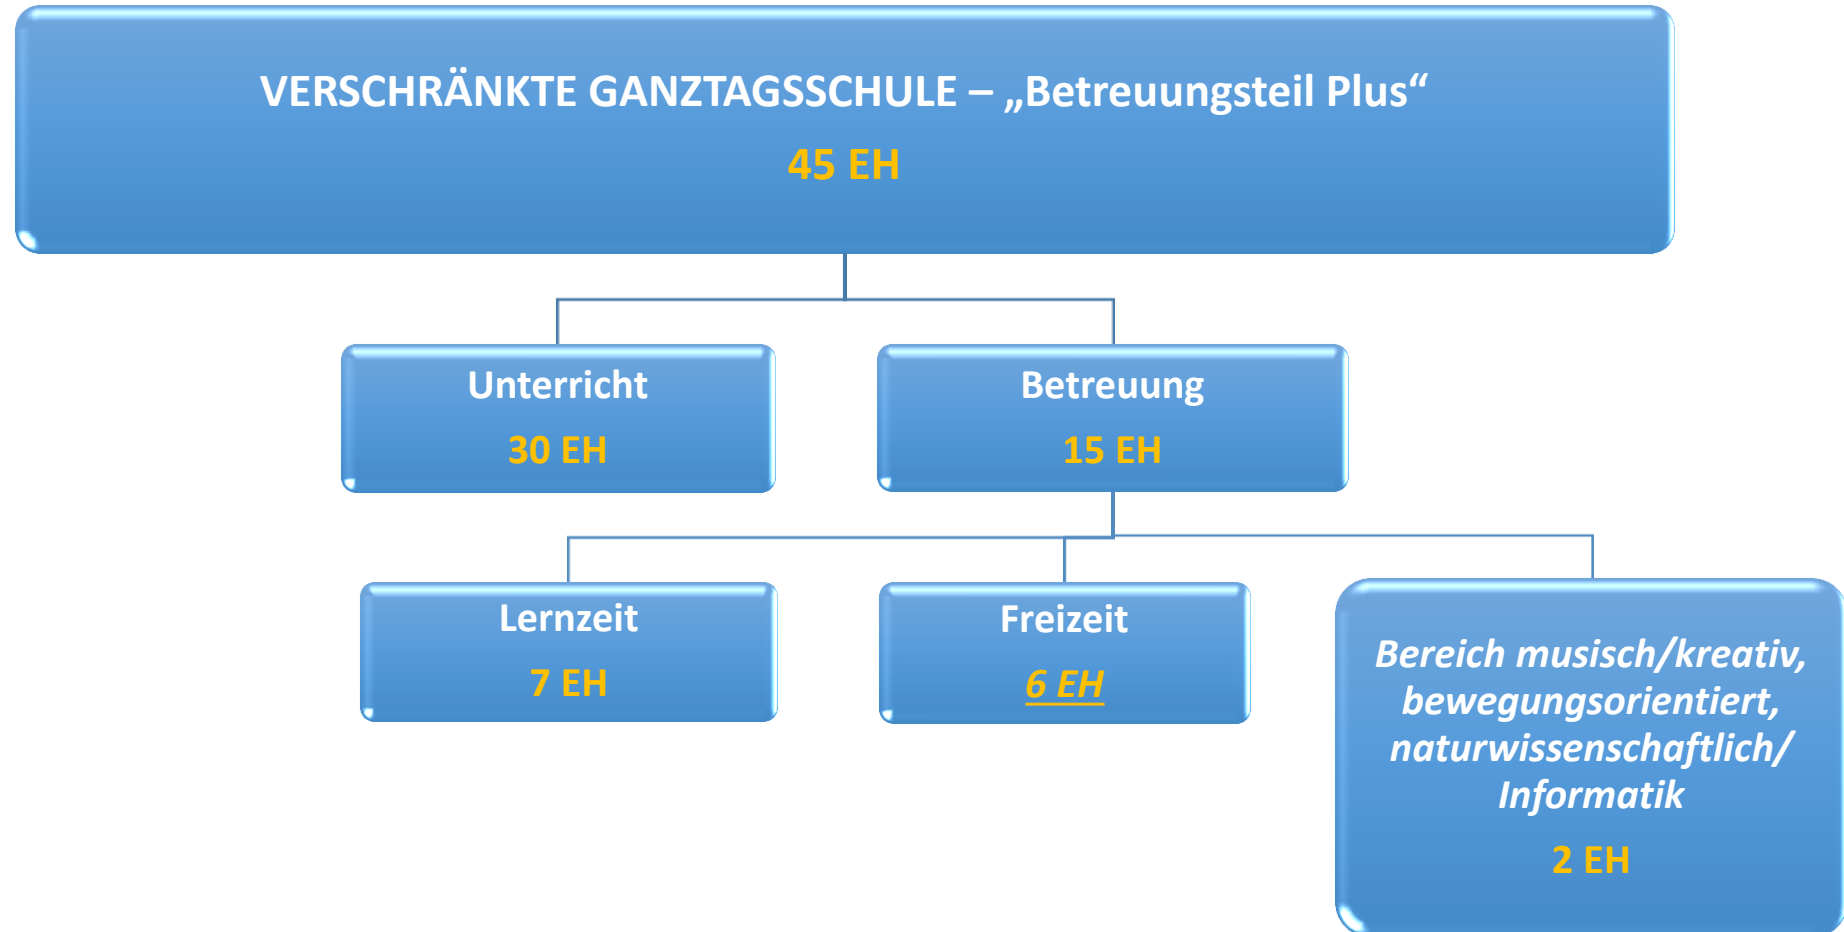 VERSCHRÄNKTE GANZTAGSSCHULE – „Betreuungsteil Plus“
45 EH
Unterricht
30 EH
Betreuung
15 EH
Lernzeit
7 EH
Freizeit
6 EH
Bereich musisch/kreativ,
bewegungsorientiert,
naturwissenschaftlich/
Informatik
2 EH